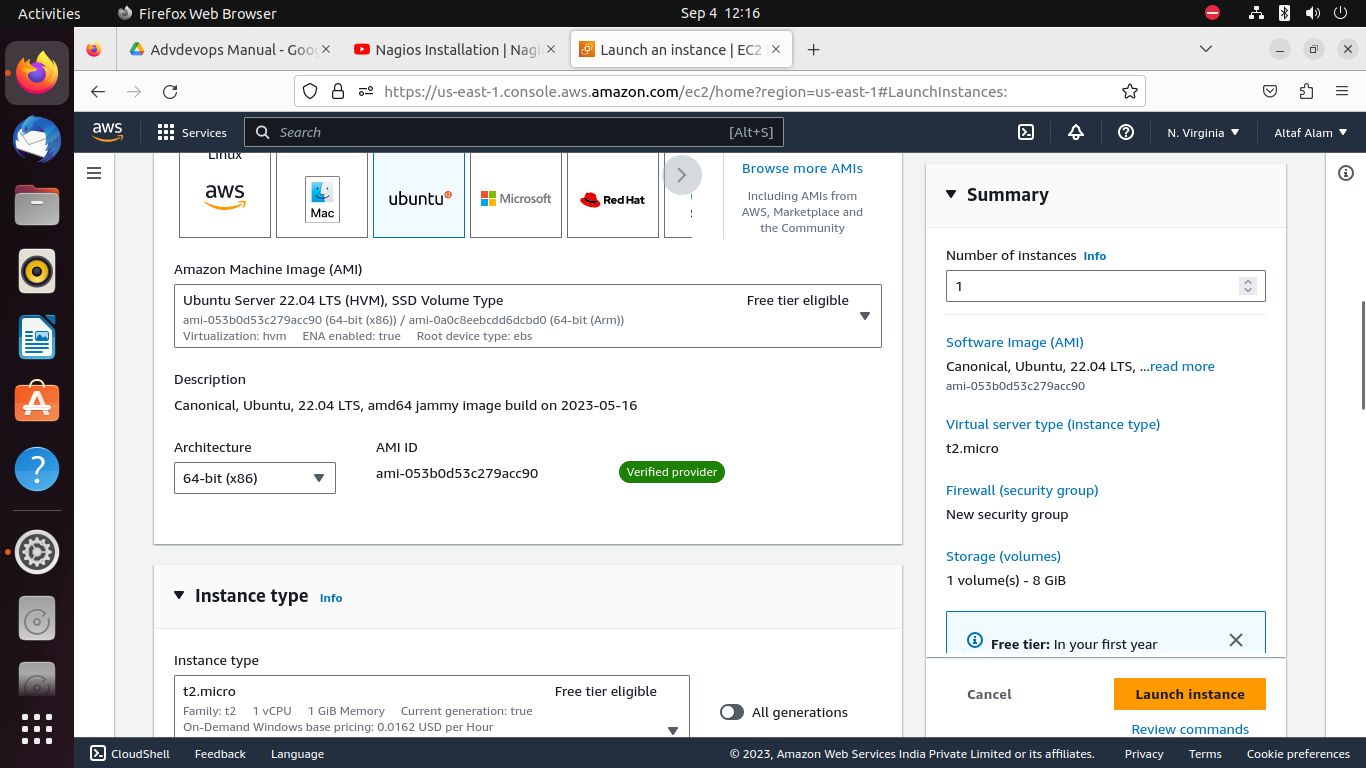 Activities
Firefox Web Browser
Sep 4 12:16
Advdevops Manual - Goo
Nagios Installation | Nagi
Launch an instance | EC2 |
https://us-east-1.console.aws.amazon.com/ec2/home?region=us-east-1#LaunchInstances:
aws
Services
Search
[Alt+S]
N. Virginia
Altaf Alam
Linux
aws
Mac
ubuntu
Microsoft
Red Hat
Browse more AMIs
Including AMIs from
AWS, Marketplace and
the Community
Amazon Machine Image (AMI)
Ubuntu Server 22.04 LTS (HVM), SSD Volume Type
Free tier eligible
ami-053b0d53c279acc90 (64-bit (x86)) / ami-0a0c8eebcdd6dcbd0 (64-bit (Arm))
Virtualization: hvm ENA enabled: true Root device type: ebs
Description
Canonical, Ubuntu, 22.04 LTS, amd64 jammy image build on 2023-05-16
Architecture
AMI ID
64-bit (x86)
ami-053b0d53c279acc90
Verified provider
Instance type Info
Instance type
t2.micro
Free tier eligible
Family: t2 1 vCPU 1 GiB Memory Current generation: true
On-Demand Windows base pricing: 0.0162 USD per Hour
All generations
Summary
Number of instances Info
1
Software Image (AMI)
Canonical, Ubuntu, 22.04 LTS, ...read more
ami-053b0d53c279acc90
Virtual server type (instance type)
t2.micro
Firewall (security group)
New security group
Storage (volumes)
1 volume(s) - 8 GiB
Free tier: In your first year
Cancel
Launch instance
Review commands
CloudShell
Feedback
Language
© 2023, Amazon Web Services India Private Limited or its affiliates.
Privacy
Terms
Cookie preferences